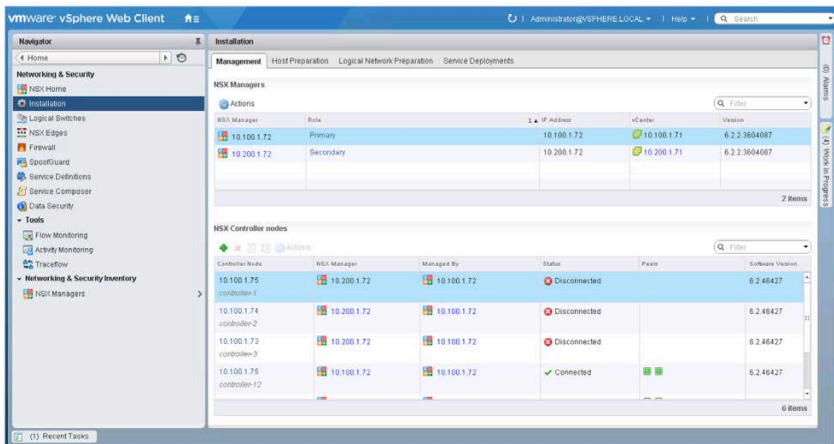 vmware® vSphere Web Client
Administrator@VSPHERE.LOCAL
Help
Search
Navigator
Home
Networking & Security
NSX Home
Installation
Logical Switches
NSX Edges
Firewall
SpoofGuard
Service Definitions
Service Composer
Data Security
Tools
Flow Monitoring
Activity Monitoring
Traceflow
Networking & Security Inventory
NSX Managers
Installation
Management Host Preparation Logical Network Preparation Service Deployments
NSX Managers
Actions Filter
NSX Manager Role 1 ▲ IP Address vCenter Version
10.100.1.72 Primary 10.100.1.72 10.100.1.71 6.2.2.3604087
10.200.1.72 Secondary 10.200.1.72 10.200.1.71 6.2.2.3604087
2 items
NSX Controller nodes
Actions Filter
Controller Node NSX Manager Managed By Status Peers Software Version
10.100.1.75 10.200.1.72 10.100.1.72 Disconnected 6.2.46427
controller-1
10.100.1.74 10.200.1.72 10.100.1.72 Disconnected 6.2.46427
controller-2
10.100.1.73 10.200.1.72 10.100.1.72 Disconnected 6.2.46427
controller-3
10.100.1.75 10.100.1.72 10.100.1.72 Connected 6.2.46427
controller-12
6 items
(0) Alarms
(4) Work In Progress
(1) Recent Tasks